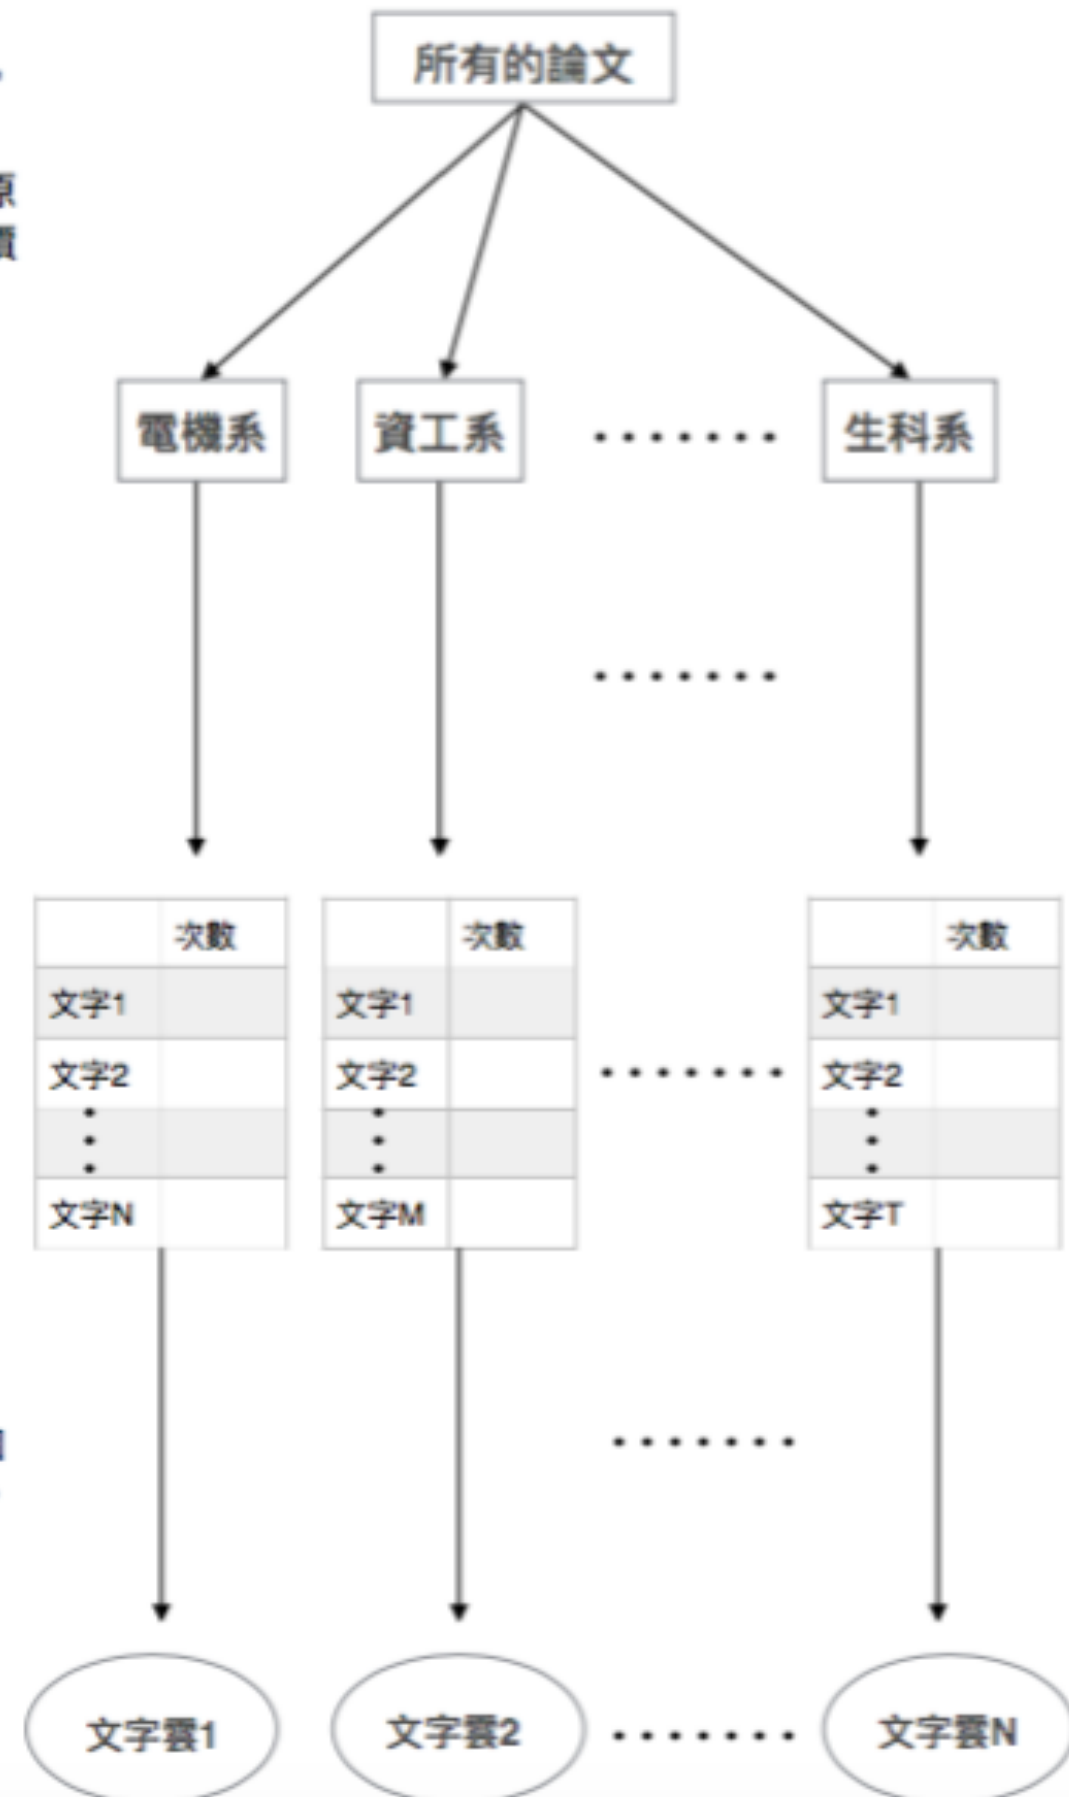 所有的論文
電機系 資工系 ....... 生科系
.......
次數 次數 次數
文字1 文字1 文字1
文字2 文字2 ....... 文字2
文字N 文字M 文字T
.......
文字雲1 文字雲2 ....... 文字雲N